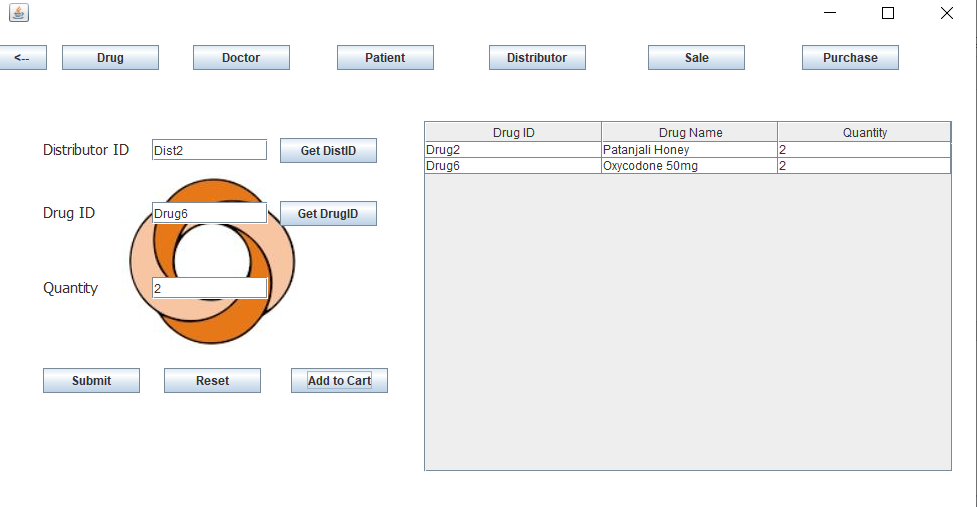 <-- Drug Doctor Patient Distributor Sale Purchase
Distributor ID Dist2 Get DistID
Drug ID Drug6 Get DrugID
Quantity 2
Submit Reset Add to Cart
Drug ID Drug Name Quantity
Drug2 Patanjali Honey 2
Drug6 Oxycodone 50mg 2